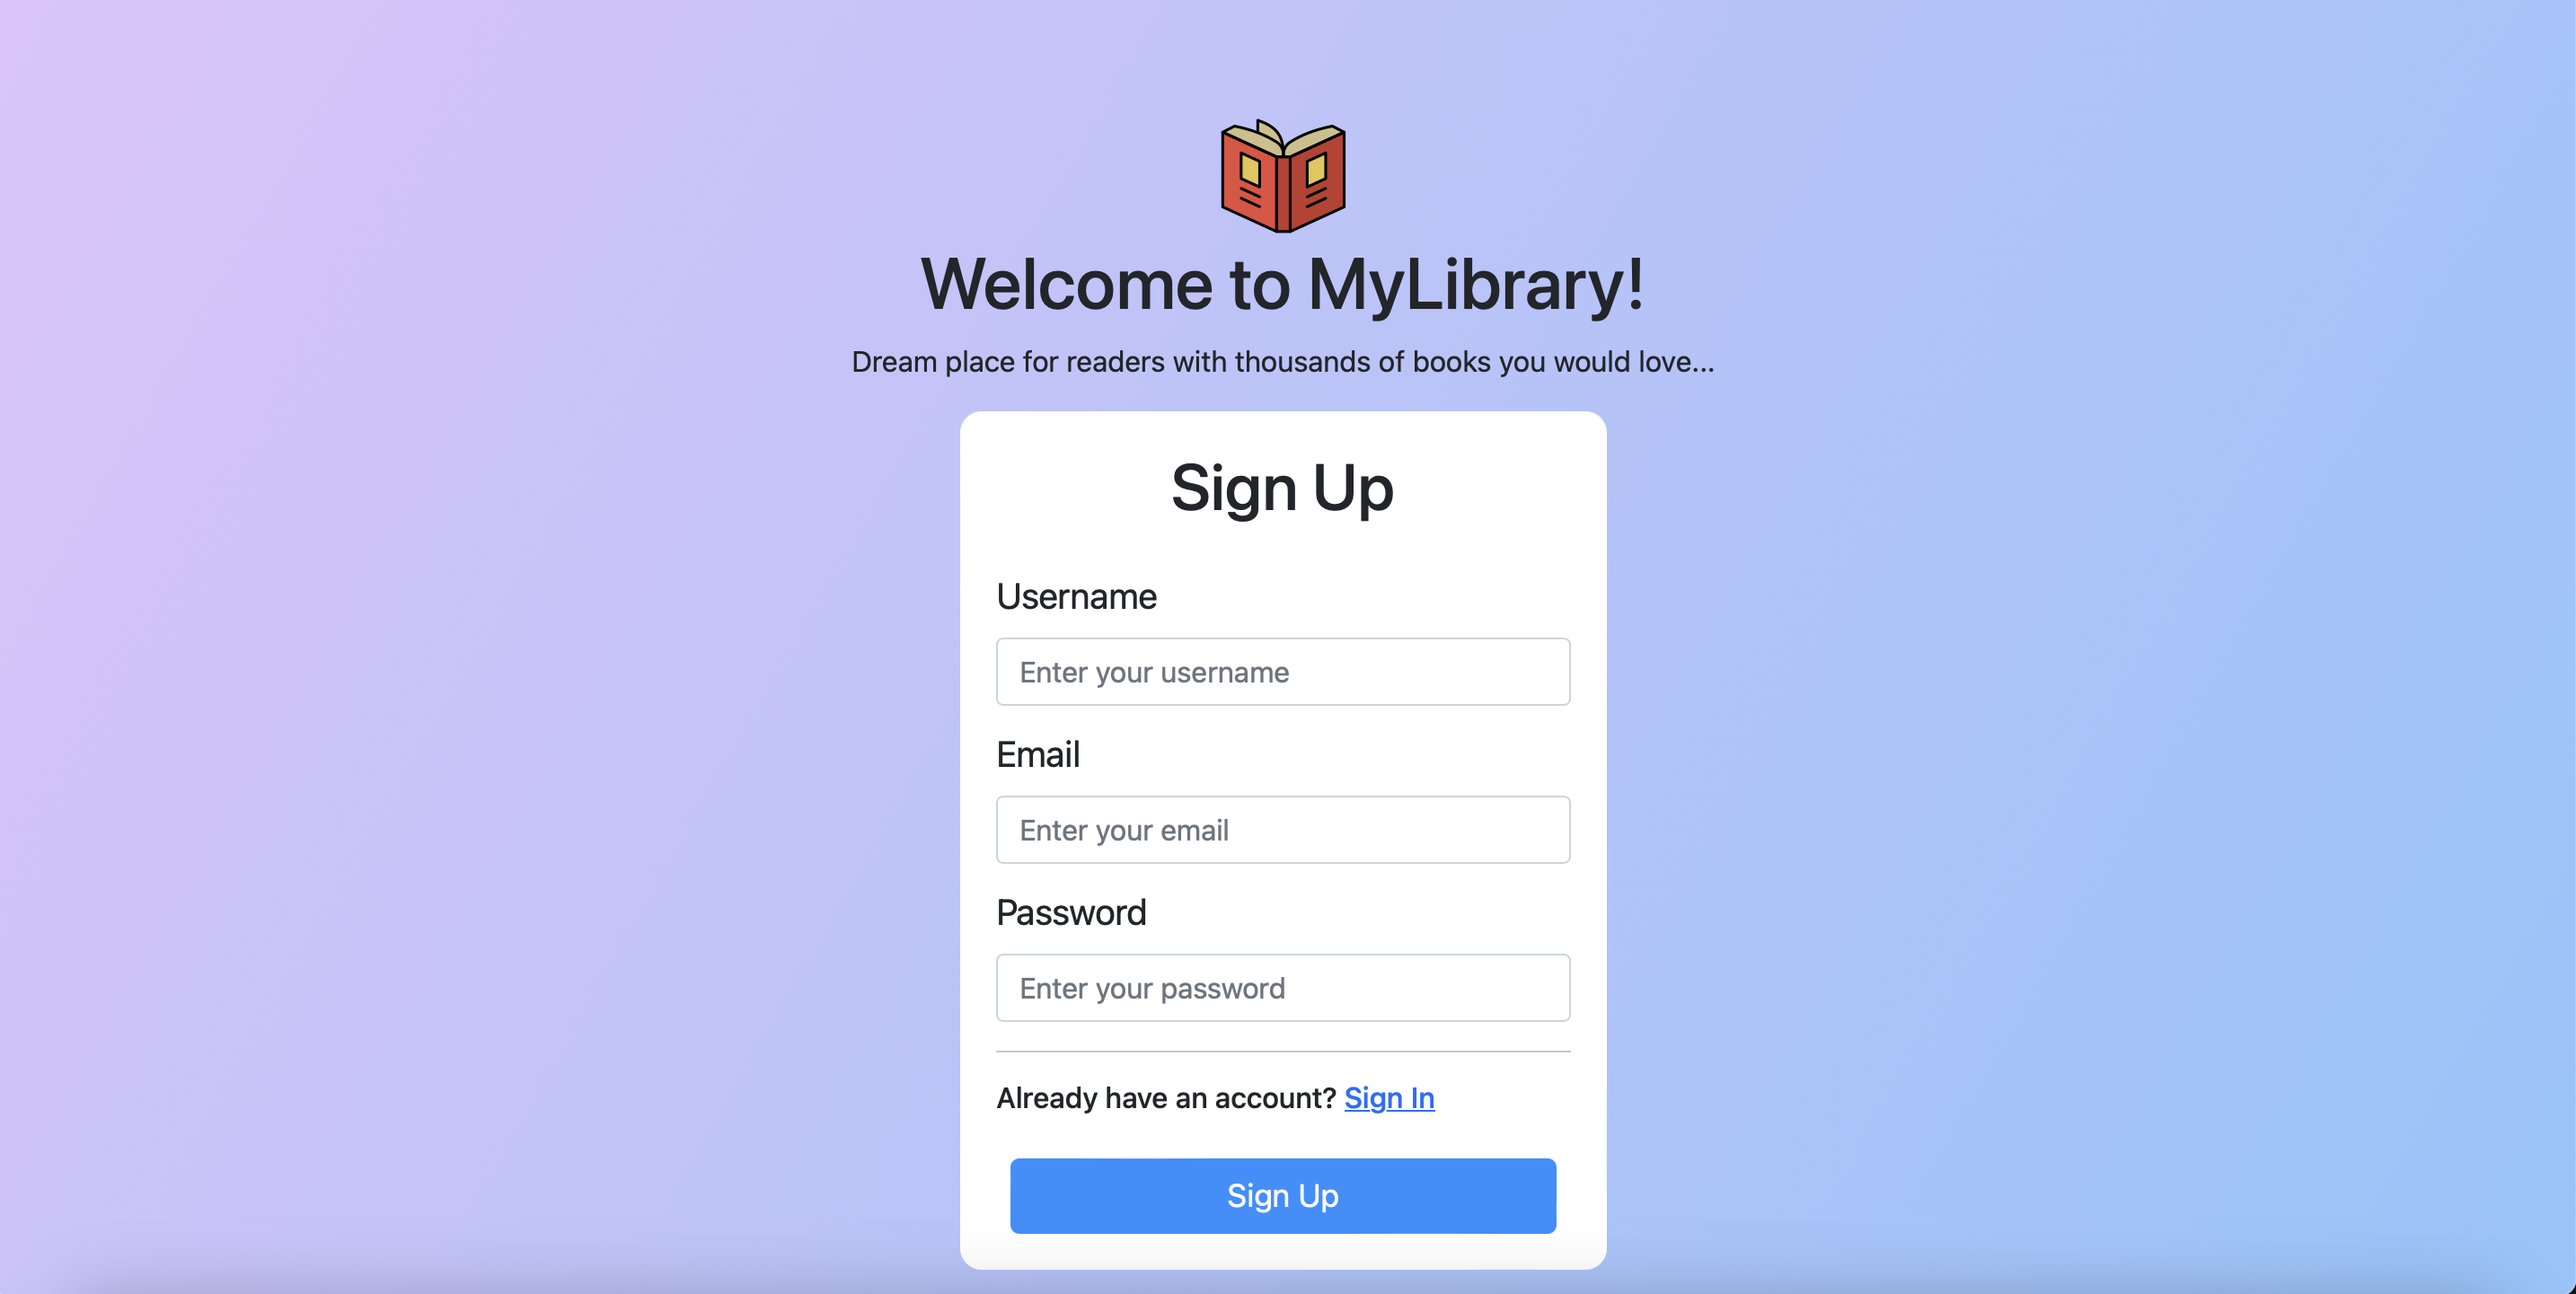 Welcome to MyLibrary!
Dream place for readers with thousands of books you would love...
Sign Up
Username
Enter your username
Email
Enter your email
Password
Enter your password
Already have an account? Sign In
Sign Up